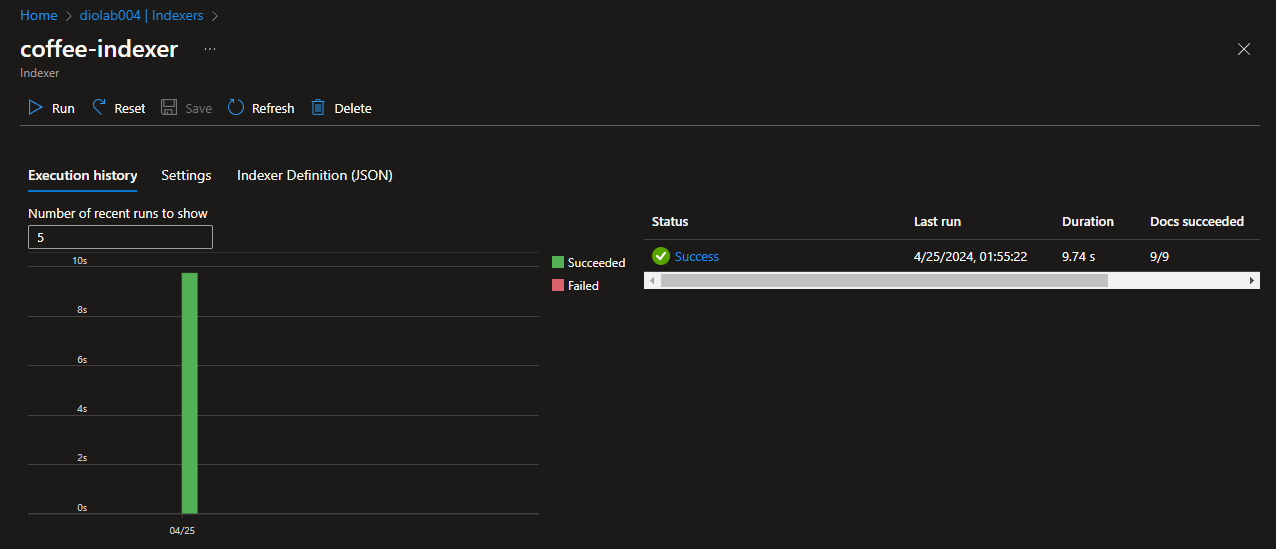 Home > diolab004 | Indexers >
coffee-indexer ...
Indexer
Run Reset Save Refresh Delete
Execution history Settings Indexer Definition (JSON)
Number of recent runs to show
5
10s
8s
6s
4s
2s
0s
04/25
Succeeded
Failed
Status Last run Duration Docs succeeded
Success 4/25/2024, 01:55:22 9.74 s 9/9